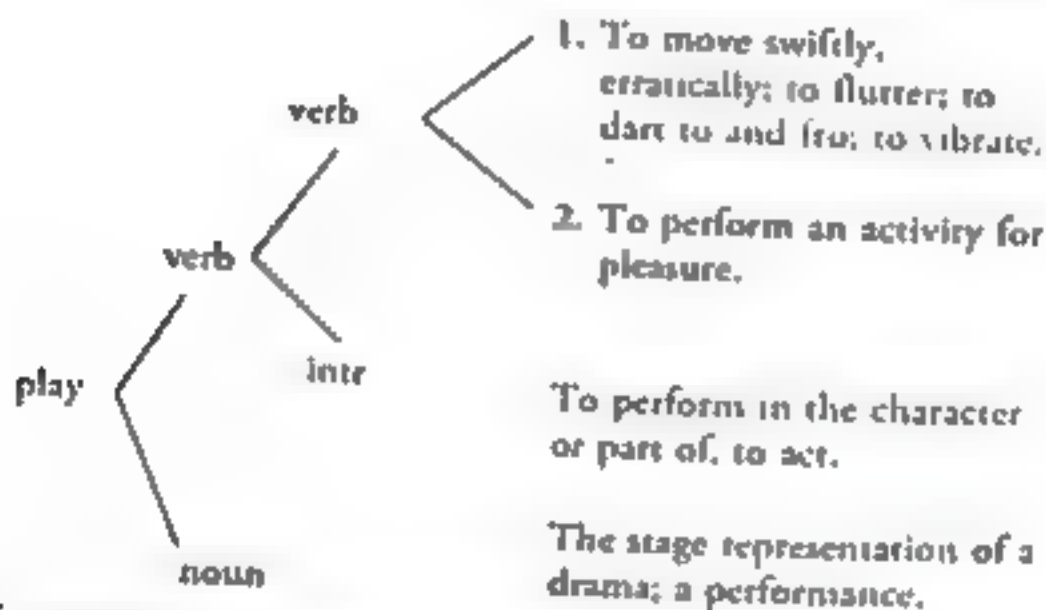 1. To move swiftly,
erratically; to flutter; to
verb
dart to and fro; to vibrate.
2. To perform an activity for
verb
pleasure.
play
intr
To perform in the character
or part of, to act.
The stage representation of a
noun
drama; a performance.